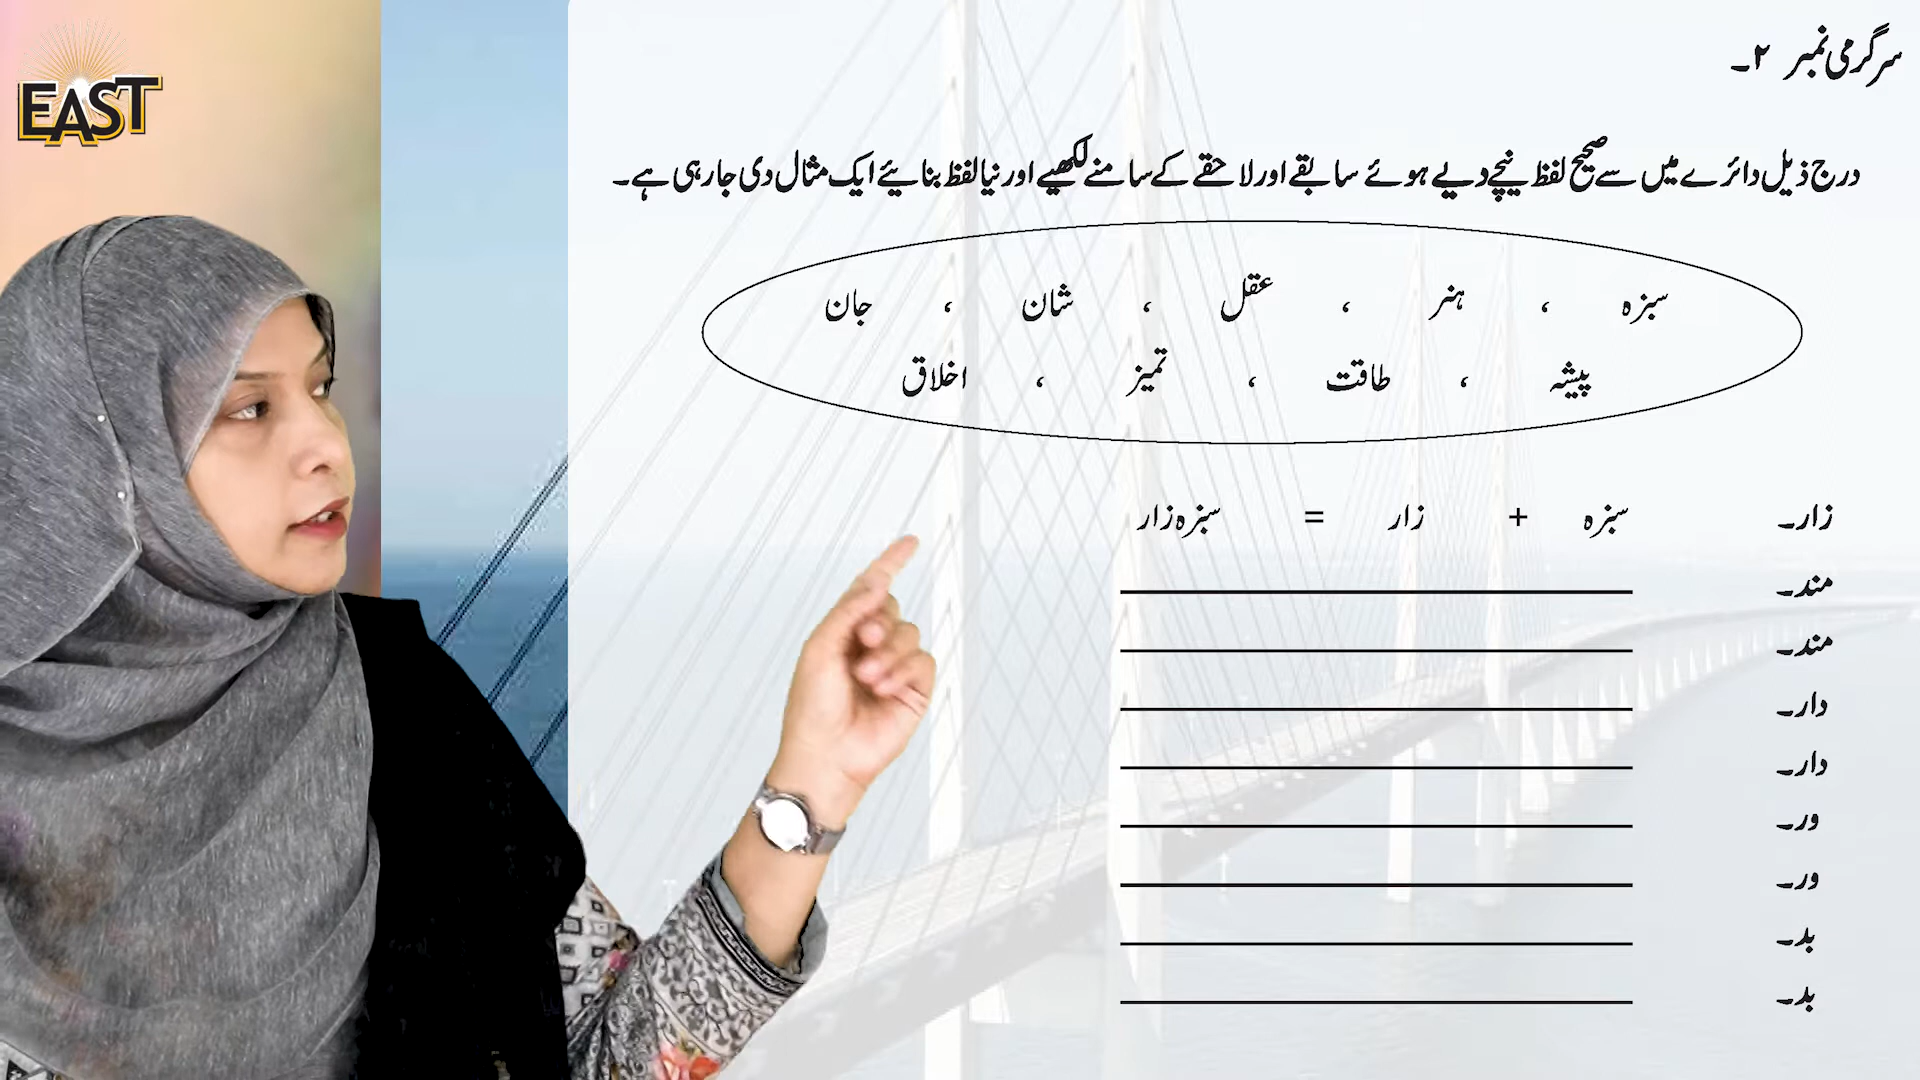 EAST
سرگرمی نمبر ۲۔
درج ذیل دائرے میں سے صحیح لفظ نیچے دیے ہوئے سابقے اور لاحقے کے سامنے لکھیے اور نیا لفظ بنائیے ایک مثال دی جا رہی ہے۔
سبزہ ، ہنر ، عقل ، شان ، جان
پیشہ ، طاقت ، تمیز ، اخلاق
زار۔ سبزہ + زار = سبزہ زار
مند۔
مند۔
دار۔
دار۔
ور۔
ور۔
بد۔
بد۔